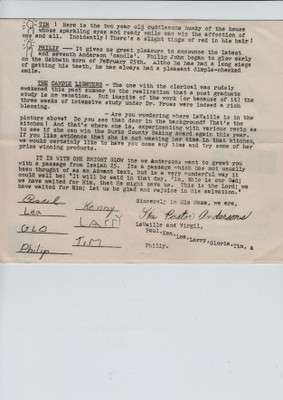 TIM ! Here is the two year old cuddlesome husky of the house
whose sparkling eyes and ready smile can win the affection of
one and all. Incidently! There's a slight tinge of red in his hair !
PHILIP --- It gives us great pleasure to announce the latest
and seventh Anderson 'candle'. Philip John began to glow early
on the Sabbath morn of February 25th. Altho he has had a long siege
of getting his teeth, he has always had a pleasant dimple-cheeked
smile.
THE CANDLE LIGHTERS - The one with the clerical was rudely
awakened this past summer to the realization that a post graduate
study is no vacation. But inspite of the work (or because of it) the
three weeks of intensive study under Dr. Pruss were indeed a rich
blessing.
- Are you wondering where LaVaille is in the
picture above? Do you see that door in the background? That's the
kitchen! And that's where she is, experimenting with various recip es
to see if she can win the Burks County Baking Award again this year.
If you like evidence that she is not wasting her time in that kitchen,
we would certainly like to have you come any time and try some of her
prize winning products.
IT IS WITH ONE BRIGHT GLOW the we Andersons want to greet you
with a passage from Isaiah 25. Its a passage which has not usually
been thought of as an Advent text, but in a very wonderful way it
could well be: "It will be said in that day, 'Lo, this is our God;
we have waited for Him, that He might save us. This is the Lord; we
have waited for Him; let us be glad and rejoice in His salvation.'"
Sincerely in His Name, we are,
Paul Kenny
Lea Larry
GLO Tim
Philip
The Pastor Andersons
LaVaille and Virgil,
Paul, Ken, Lea, Larry, Gloria, Tim, &
Philip.